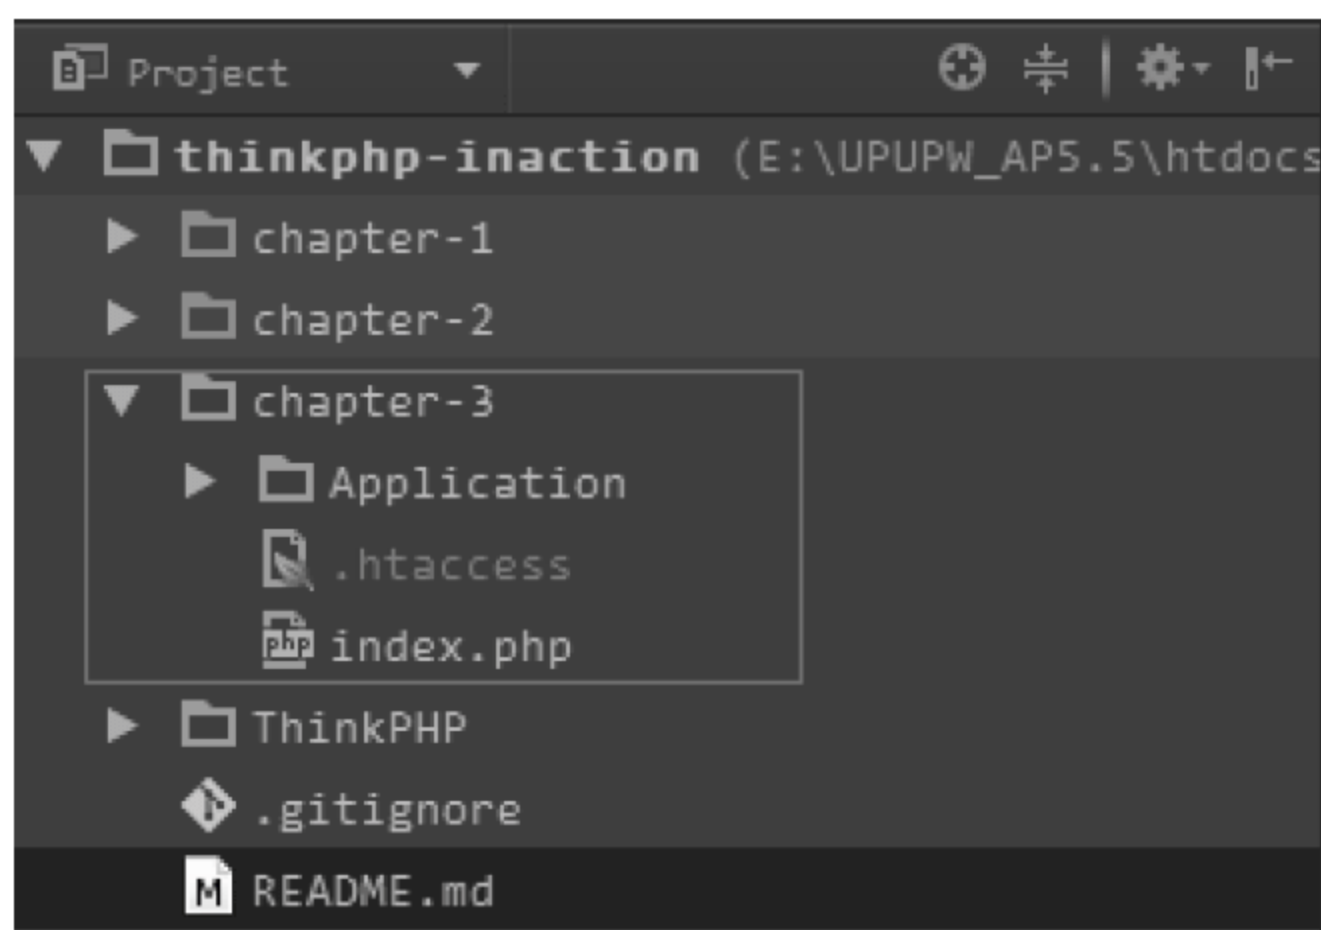 Project
thinkphp-inaction (E:\UPUPW_AP5.5\htdocs
chapter-1
chapter-2
chapter-3
Application
.htaccess
php index.php
ThinkPHP
.gitignore
M README.md